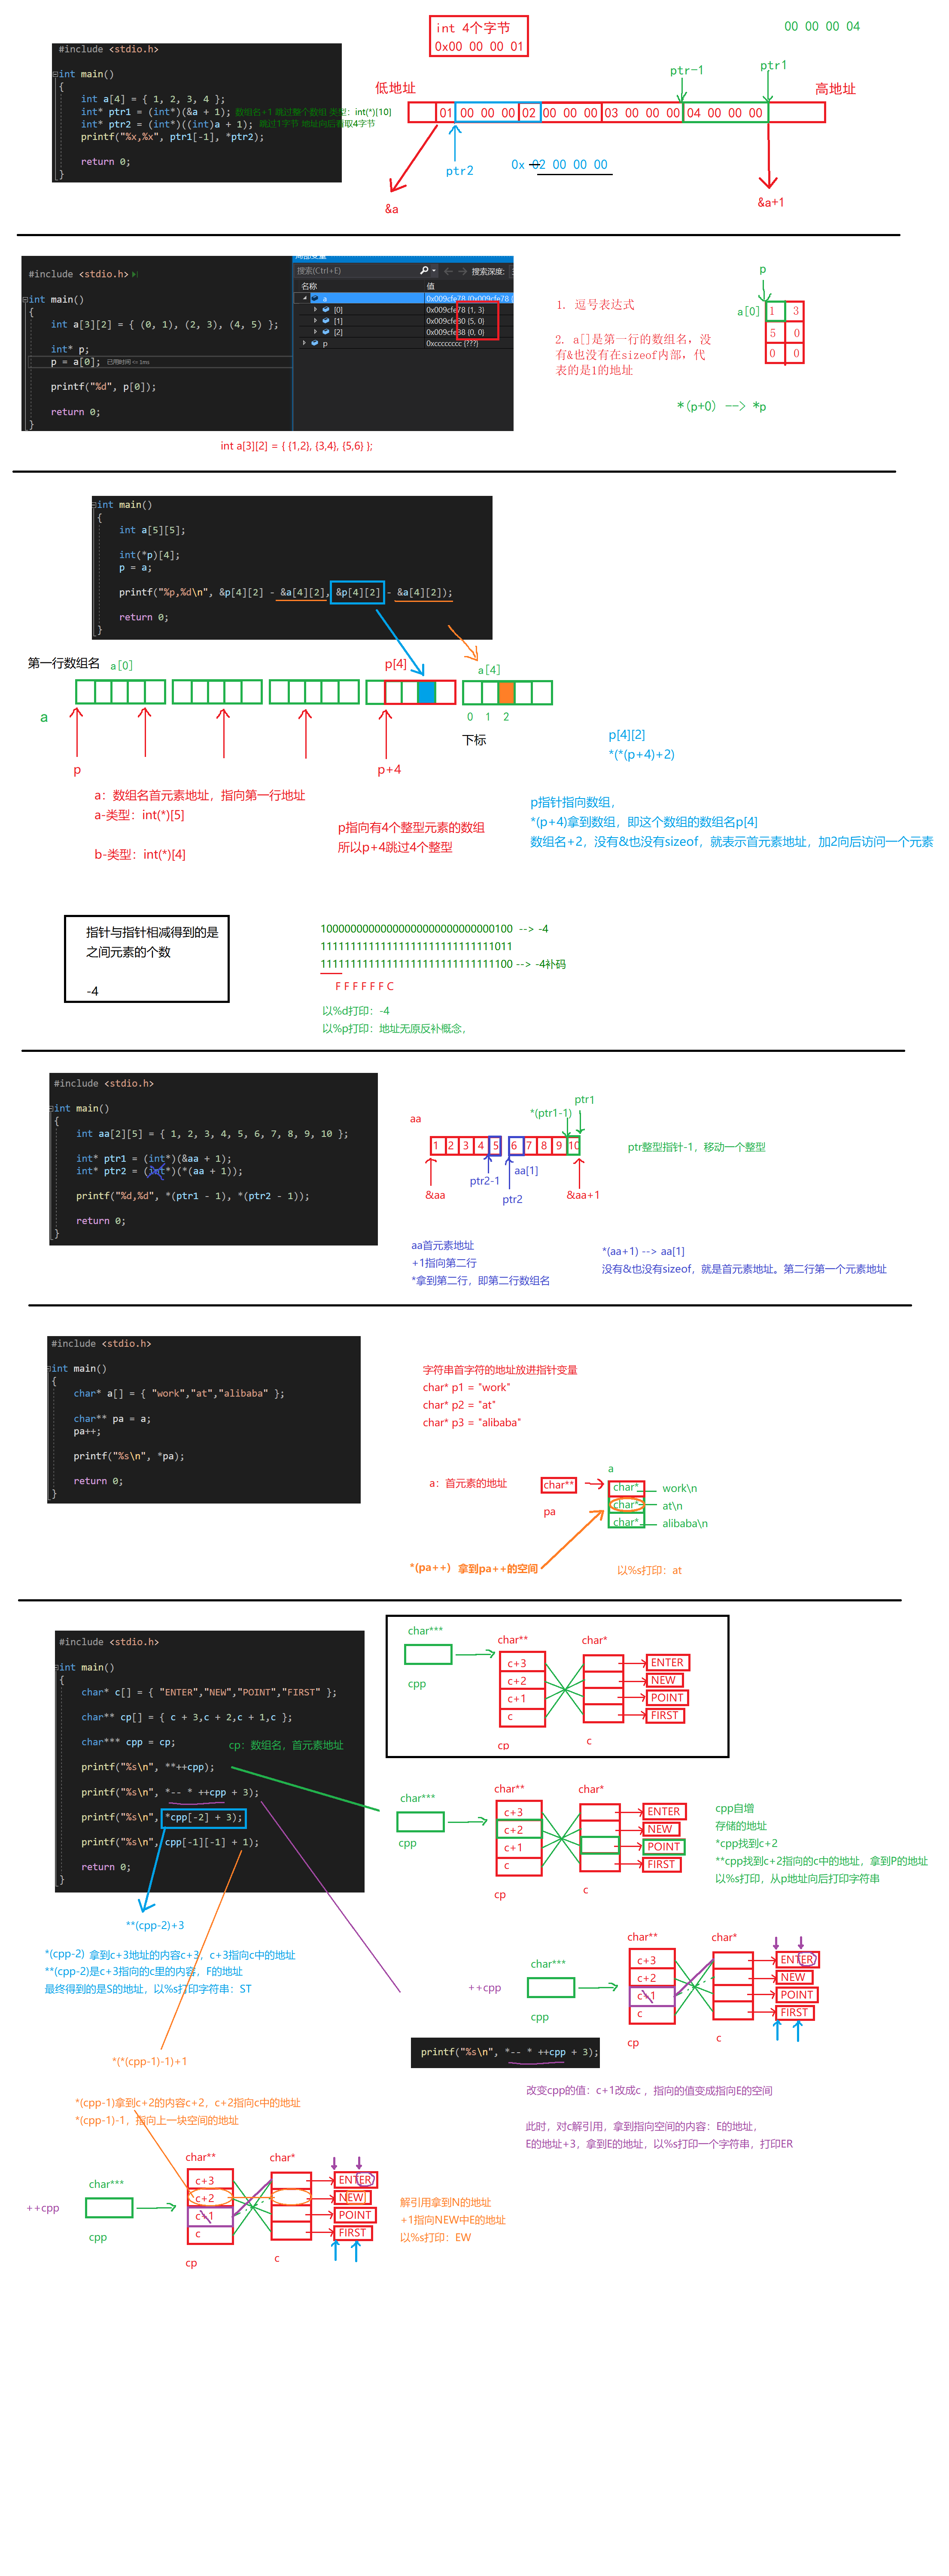 int 4个字节
0x00 00 00 01
00 00 00 04
#include <stdio.h>
int main()
{
int a[4] = { 1, 2, 3, 4 };
int* ptr1 = (int*)(&a + 1); 数组名+1 跳过整个数组 类型：int(*)[10]
int* ptr2 = (int*)((int)a + 1); 跳过1字节 地址向后看取4字节
printf("%x,%x", ptr1[-1], *ptr2);
return 0;
}
低地址
ptr-1
ptr1
高地址
01 00 00 00 02 00 00 00 03 00 00 00 04 00 00 00
ptr2
0x 02 00 00 00
&a
&a+1
#include <stdio.h>
int main()
{
int a[3][2] = { (0, 1), (2, 3), (4, 5) };
int* p;
p = a[0]; 已用时间 <= 1ms
printf("%d", p[0]);
return 0;
}
局部变量
搜索(Ctrl+E)
搜索深度:
名称
值
a
0x009cfe78 {0x009cfe78 {
[0]
0x009cfe78 {1, 3}
[1]
0x009cfe80 {5, 0}
[2]
0x009cfe88 {0, 0}
p
0xcccccccc {???}
int a[3][2] = { {1,2}, {3,4}, {5,6} };
1. 逗号表达式
2. a[]是第一行的数组名，没
有&也没有在sizeof内部，代
表的是1的地址
p
a[0]
1 3
5 0
0 0
*(p+0) --> *p
int main()
{
int a[5][5];
int(*p)[4];
p = a;
printf("%p,%d\n", &p[4][2] - &a[4][2], &p[4][2] - &a[4][2]);
return 0;
}
第一行数组名 a[0]
p[4]
a[4]
a
0 1 2
下标
p
p+4
p[4][2]
*(*(p+4)+2)
a：数组名首元素地址，指向第一行地址
a-类型：int(*)[5]
b-类型：int(*)[4]
p指向有4个整型元素的数组
所以p+4跳过4个整型
p指针指向数组，
*(p+4)拿到数组，即这个数组的数组名p[4]
数组名+2，没有&也没有sizeof，就表示首元素地址，加2向后访问一个元素
指针与指针相减得到的是
之间元素的个数
-4
10000000000000000000000000000100 --> -4
11111111111111111111111111111011
11111111111111111111111111111100 --> -4补码
F F F F F F C
以%d打印：-4
以%p打印：地址无原反补概念，
#include <stdio.h>
int main()
{
int aa[2][5] = { 1, 2, 3, 4, 5, 6, 7, 8, 9, 10 };
int* ptr1 = (int*)(&aa + 1);
int* ptr2 = (int*)(*(aa + 1));
printf("%d,%d", *(ptr1 - 1), *(ptr2 - 1));
return 0;
}
ptr1
*(ptr1-1)
aa
1 2 3 4 5 6 7 8 9 10
ptr整型指针-1，移动一个整型
aa[1]
ptr2-1
&aa
ptr2
&aa+1
aa首元素地址
+1指向第二行
*拿到第二行，即第二行数组名
*(aa+1) --> aa[1]
没有&也没有sizeof，就是首元素地址。第二行第一个元素地址
#include <stdio.h>
int main()
{
char* a[] = { "work","at","alibaba" };
char** pa = a;
pa++;
printf("%s\n", *pa);
return 0;
}
字符串首字符的地址放进指针变量
char* p1 = "work"
char* p2 = "at"
char* p3 = "alibaba"
a：首元素的地址
char**
pa
a
char* work\n
char* at\n
char* alibaba\n
*(pa++) 拿到pa++的空间
以%s打印：at
#include <stdio.h>
int main()
{
char* c[] = { "ENTER","NEW","POINT","FIRST" };
char** cp[] = { c + 3,c + 2,c + 1,c };
char*** cpp = cp;
cp：数组名，首元素地址
printf("%s\n", **++cpp);
printf("%s\n", *-- * ++cpp + 3);
printf("%s\n", *cpp[-2] + 3);
printf("%s\n", cpp[-1][-1] + 1);
return 0;
}
char***
cpp
char**
c+3
c+2
c+1
c
cp
char*
c
ENTER
NEW
POINT
FIRST
char***
cpp
char**
c+3
c+2
c+1
c
cp
char*
c
ENTER
NEW
POINT
FIRST
cpp自增
存储的地址
*cpp找到c+2
**cpp找到c+2指向的c中的地址，拿到P的地址
以%s打印，从p地址向后打印字符串
**(cpp-2)+3
*(cpp-2) 拿到c+3地址的内容c+3，c+3指向c中的地址
**(cpp-2)是c+3指向的c里的内容，F的地址
最终得到的是S的地址，以%s打印字符串：ST
++cpp
char***
cpp
char**
c+3
c+2
c+1
c
cp
char*
c
ENTER
NEW
POINT
FIRST
printf("%s\n", *-- * ++cpp + 3);
改变cpp的值：c+1改成c ，指向的值变成指向E的空间
此时，对c解引用，拿到指向空间的内容：E的地址，
E的地址+3，拿到E的地址，以%s打印一个字符串，打印ER
*(*(cpp-1)-1)+1
*(cpp-1)拿到c+2的内容c+2，c+2指向c中的地址
*(cpp-1)-1，指向上一块空间的地址
++cpp
char***
cpp
char**
c+3
c+2
c+1
c
cp
char*
c
ENTER
NEW
POINT
FIRST
解引用拿到N的地址
+1指向NEW中E的地址
以%s打印：EW